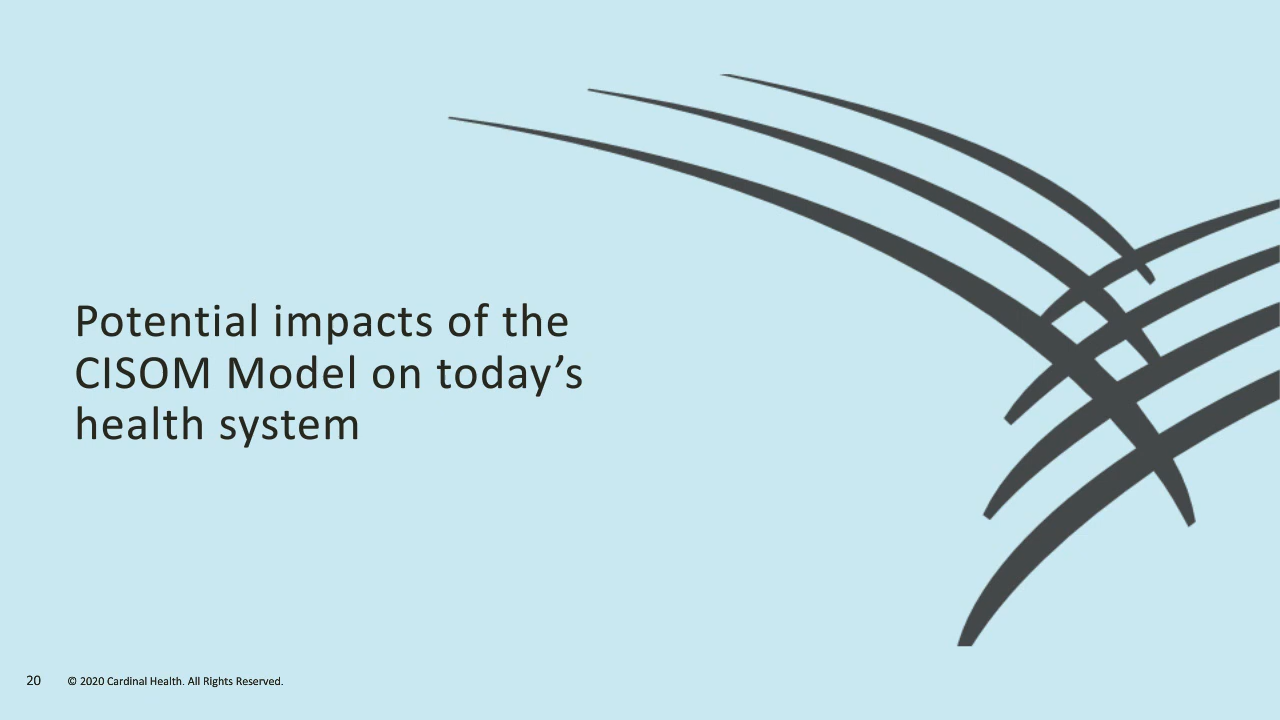 Potential impacts of the
CISOM Model on today’s
health system
20 © 2020 Cardinal Health. All Rights Reserved.